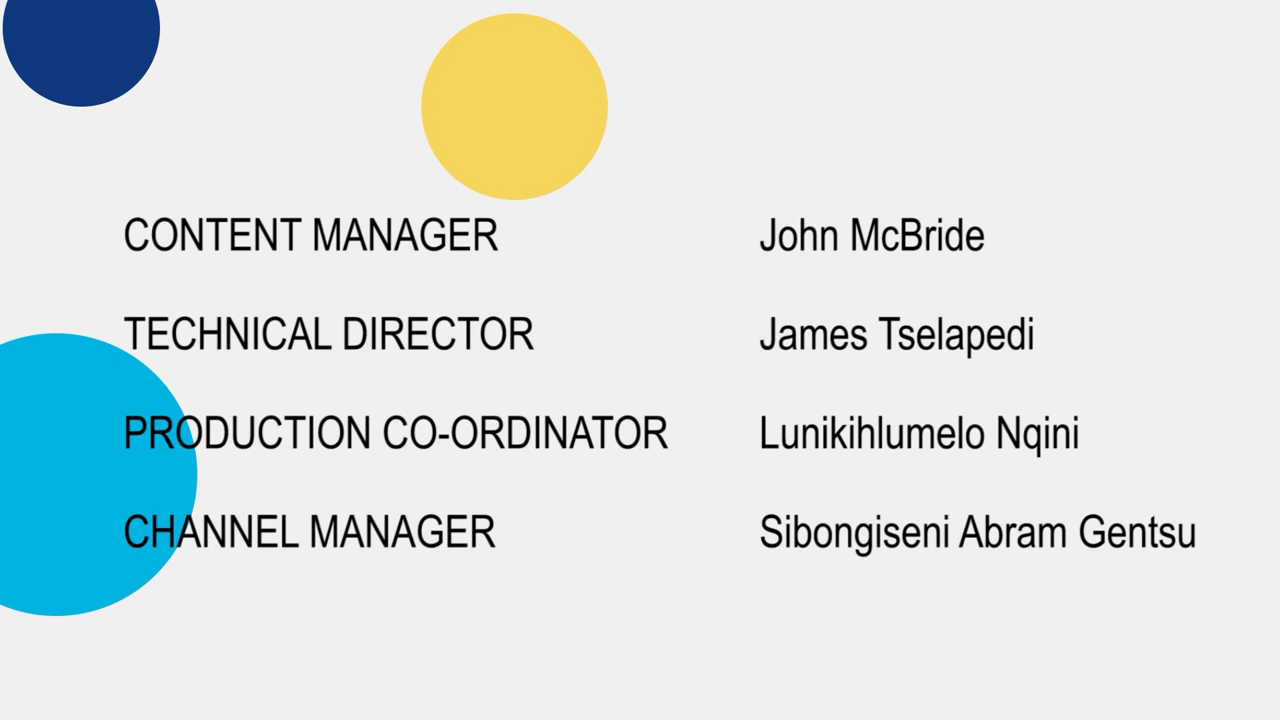 CONTENT MANAGER John McBride
TECHNICAL DIRECTOR James Tselapedi
PRODUCTION CO-ORDINATOR Lunikihlumelo Nqini
CHANNEL MANAGER Sibongiseni Abram Gentsu